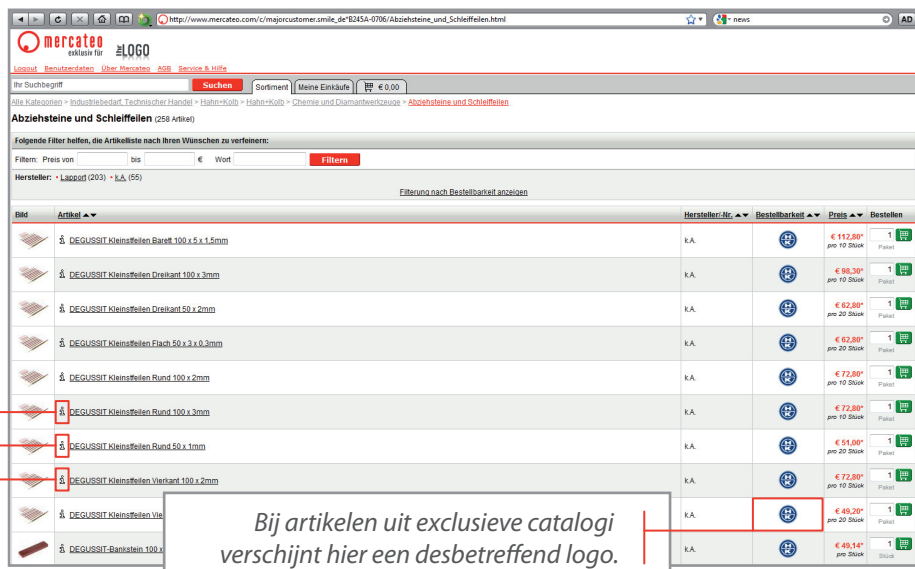 http://www.mercateo.com/c/majorcustomer.smile_de*B245A-0706/Abziehsteine_und_Schleiffeilen.html
news
AD
mercateo
exklusiv für
LOGO
Logout Benutzerdaten Über Mercateo AGB Service & Hilfe
Ihr Suchbegriff Suchen Sortiment Meine Einkäufe € 0,00
Alle Kategorien > Industriebedarf, Technischer Handel > Hahn+Kolb > Hahn+Kolb > Chemie und Diamantwerkzeuge > Abziehsteine und Schleiffeilen
Abziehsteine und Schleiffeilen (258 Artikel)
Folgende Filter helfen, die Artikelliste nach Ihren Wünschen zu verfeinern:
Filtern: Preis von bis € Wort Filtern
Hersteller: • Lapport (203) • k.A. (55)
Filterung nach Bestellbarkeit anzeigen
Bild Artikel Hersteller/-Nr. Bestellbarkeit Preis Bestellen
DEGUSSIT Kleinstfeilen Barett 100 x 5 x 1,5mm k.A. € 112,80* 1
pro 10 Stück Paket
DEGUSSIT Kleinstfeilen Dreikant 100 x 3mm k.A. € 98,30* 1
pro 10 Stück Paket
DEGUSSIT Kleinstfeilen Dreikant 50 x 2mm k.A. € 62,80* 1
pro 20 Stück Paket
DEGUSSIT Kleinstfeilen Flach 50 x 3 x 0,3mm k.A. € 62,80* 1
pro 20 Stück Paket
DEGUSSIT Kleinstfeilen Rund 100 x 2mm k.A. € 72,80* 1
pro 10 Stück Paket
DEGUSSIT Kleinstfeilen Rund 100 x 3mm k.A. € 72,80* 1
pro 10 Stück Paket
DEGUSSIT Kleinstfeilen Rund 50 x 1mm k.A. € 51,00* 1
pro 20 Stück Paket
DEGUSSIT Kleinstfeilen Vierkant 100 x 2mm k.A. € 72,80* 1
pro 10 Stück Paket
DEGUSSIT Kleinstfeilen Vie k.A. € 49,20* 1
pro 20 Stück Paket
DEGUSSIT-Bankstein 100 x k.A. € 49,14* 1
pro Stück Stück
Bij artikelen uit exclusieve catalogi
verschijnt hier een desbetreffend logo.